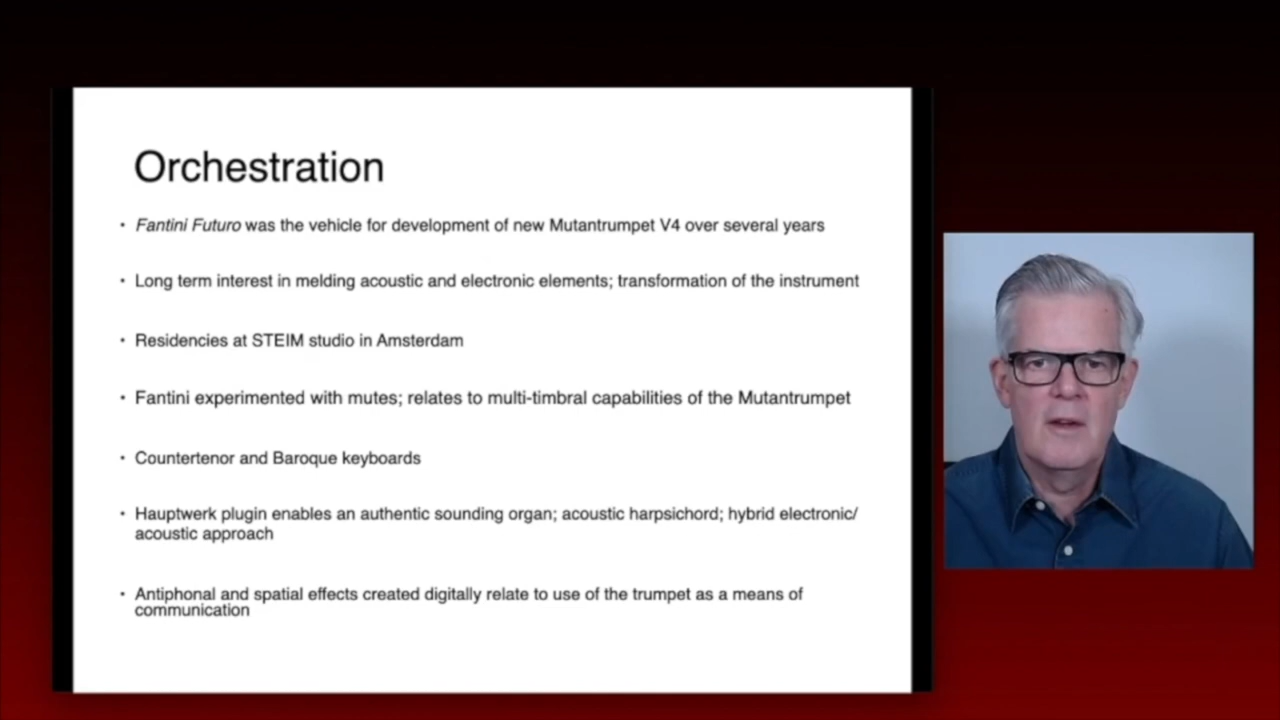 Orchestration
• Fantini Futuro was the vehicle for development of new Mutantrumpet V4 over several years
• Long term interest in melding acoustic and electronic elements; transformation of the instrument
• Residencies at STEIM studio in Amsterdam
• Fantini experimented with mutes; relates to multi-timbral capabilities of the Mutantrumpet
• Countertenor and Baroque keyboards
• Hauptwerk plugin enables an authentic sounding organ; acoustic harpsichord; hybrid electronic/
acoustic approach
• Antiphonal and spatial effects created digitally relate to use of the trumpet as a means of
communication